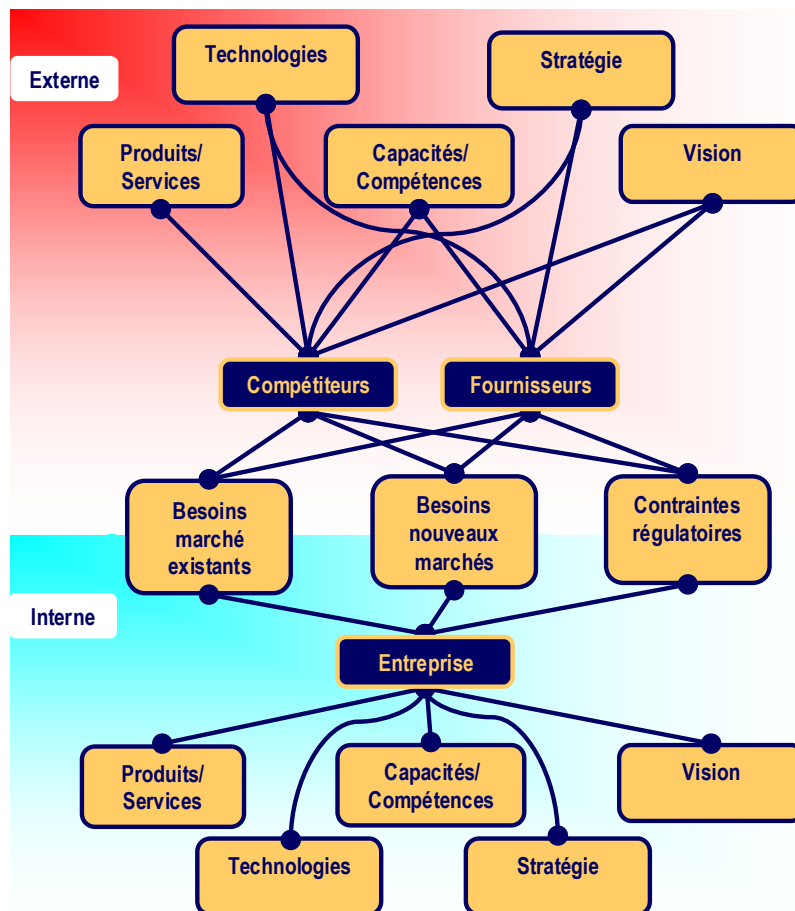 Technologies
Stratégie
Externe
Produits/
Services
Capacités/
Compétences
Vision
Compétiteurs
Fournisseurs
Besoins
marché
existants
Besoins
nouveaux
marchés
Contraintes
régulatoires
Interne
Entreprise
Produits/
Services
Capacités/
Compétences
Vision
Technologies
Stratégie